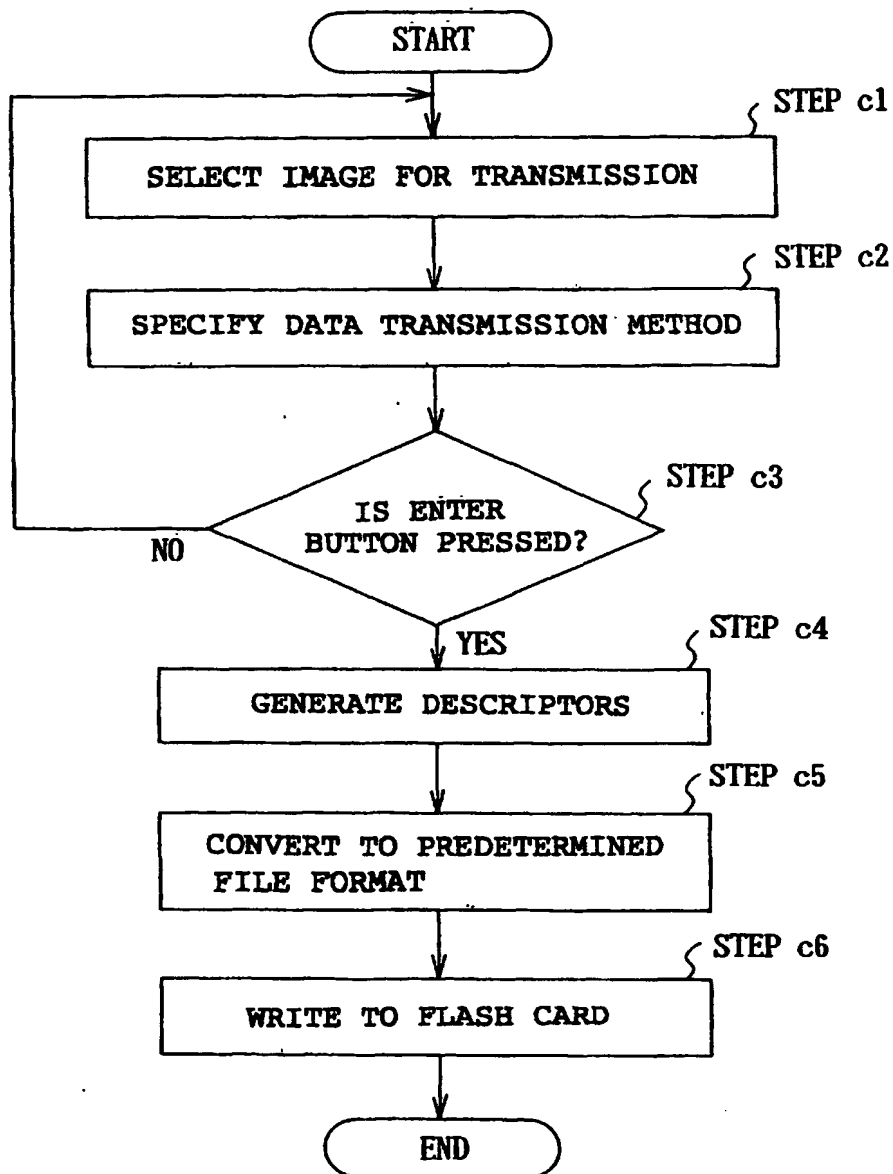 START
STEP c1
SELECT IMAGE FOR TRANSMISSION
STEP c2
SPECIFY DATA TRANSMISSION METHOD
STEP c3
IS ENTER
BUTTON PRESSED?
NO
YES
STEP c4
GENERATE DESCRIPTORS
STEP c5
CONVERT TO PREDETERMINED
FILE FORMAT
STEP c6
WRITE TO FLASH CARD
END